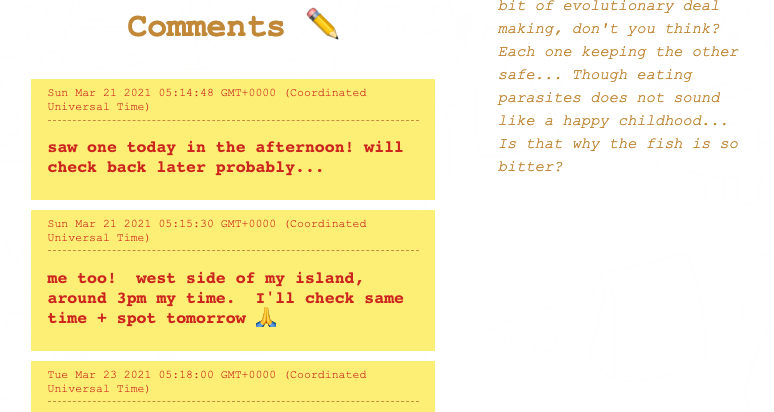 Comments ✏️
Sun Mar 21 2021 05:14:48 GMT+0000 (Coordinated
Universal Time)
saw one today in the afternoon! will
check back later probably...
Sun Mar 21 2021 05:15:30 GMT+0000 (Coordinated
Universal Time)
me too!  west side of my island,
around 3pm my time.  I'll check same
time + spot tomorrow 🙏
Tue Mar 23 2021 05:18:00 GMT+0000 (Coordinated
Universal Time)
bit of evolutionary deal
making, don't you think?
Each one keeping the other
safe... Though eating
parasites does not sound
like a happy childhood...
Is that why the fish is so
bitter?